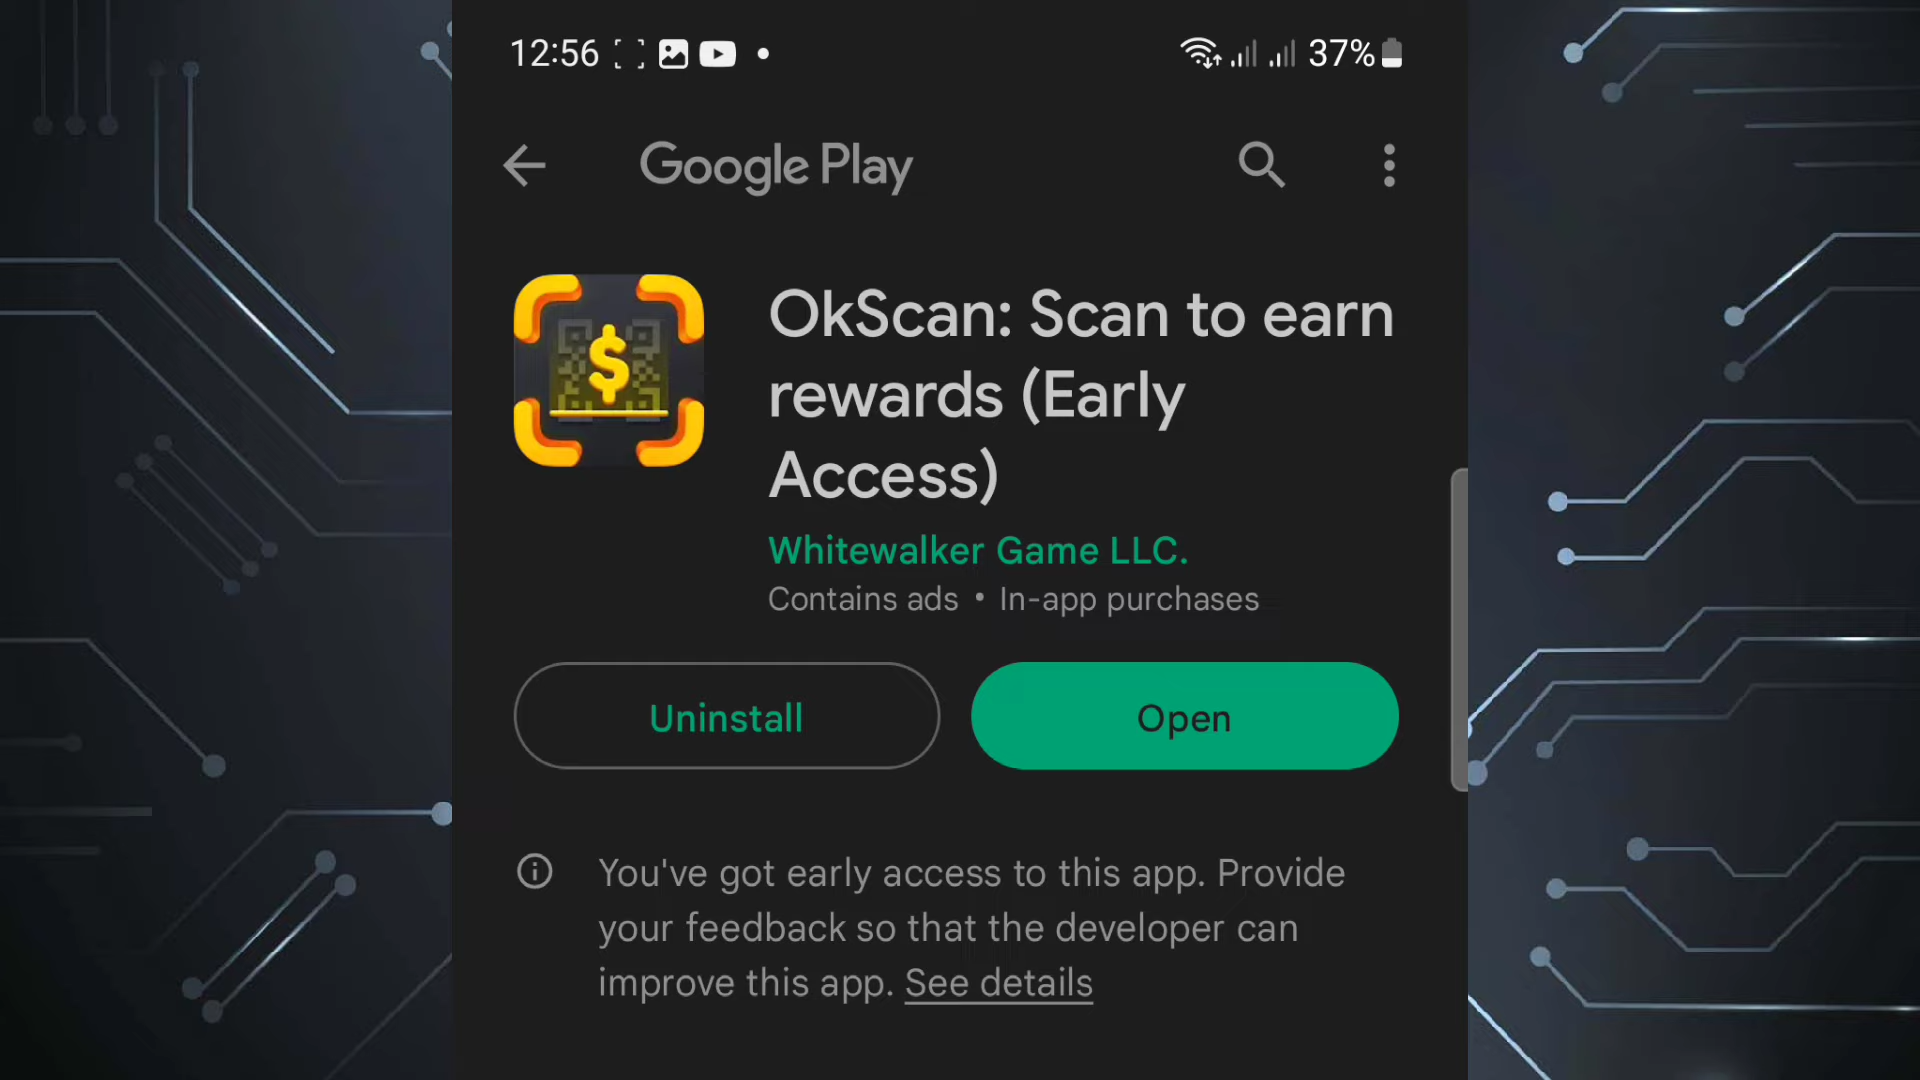 12:56
37%
Google Play
OkScan: Scan to earn
rewards (Early
Access)
Whitewalker Game LLC.
Contains ads • In-app purchases
Uninstall
Open
You've got early access to this app. Provide
your feedback so that the developer can
improve this app. See details